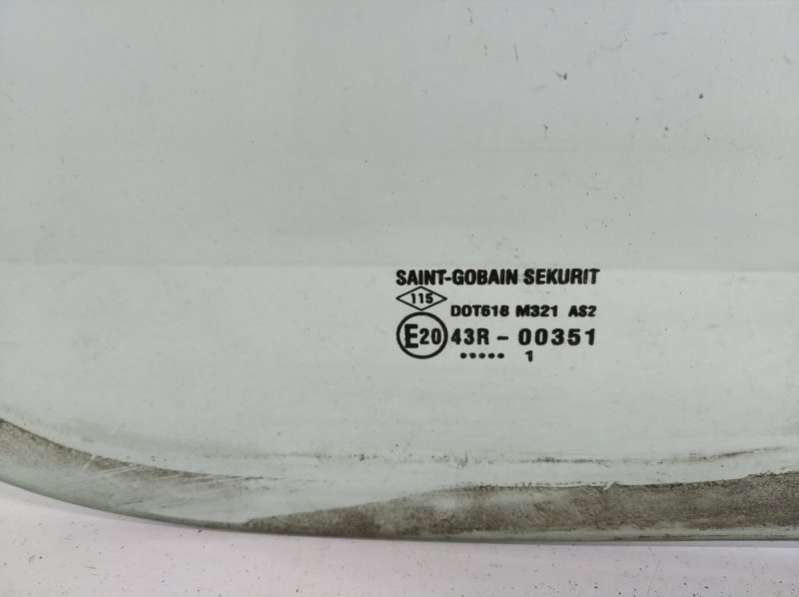 SAINT-GOBAIN SEKURIT
115
DOT618 M321 AS2
E20 43R - 00351
••••• 1